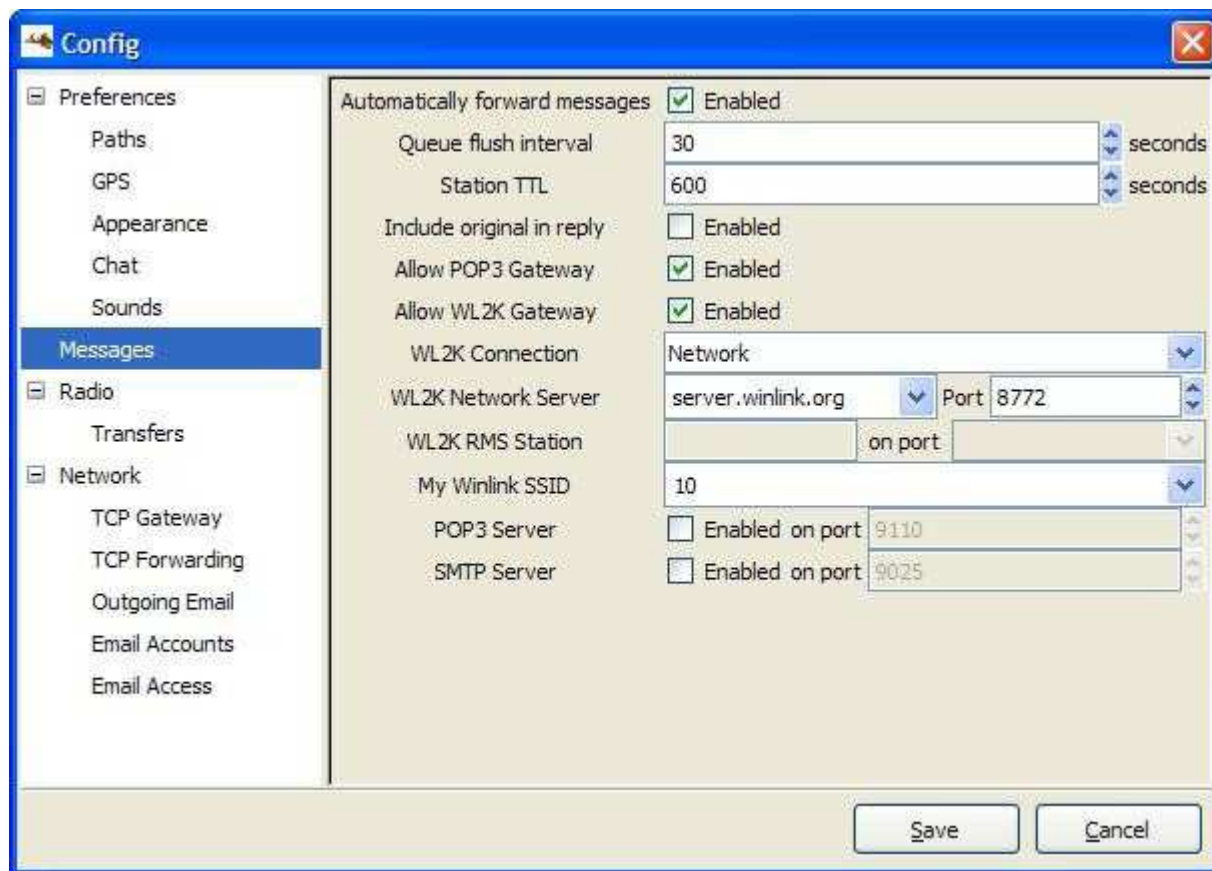 Config
Preferences
Paths
GPS
Appearance
Chat
Sounds
Messages
Radio
Transfers
Network
TCP Gateway
TCP Forwarding
Outgoing Email
Email Accounts
Email Access
Automatically forward messages Enabled
Queue flush interval 30 seconds
Station TTL 600 seconds
Include original in reply Enabled
Allow POP3 Gateway Enabled
Allow WL2K Gateway Enabled
WL2K Connection Network
WL2K Network Server server.winlink.org Port 8772
WL2K RMS Station on port
My Winlink SSID 10
POP3 Server Enabled on port 9110
SMTP Server Enabled on port 9025
Save Cancel